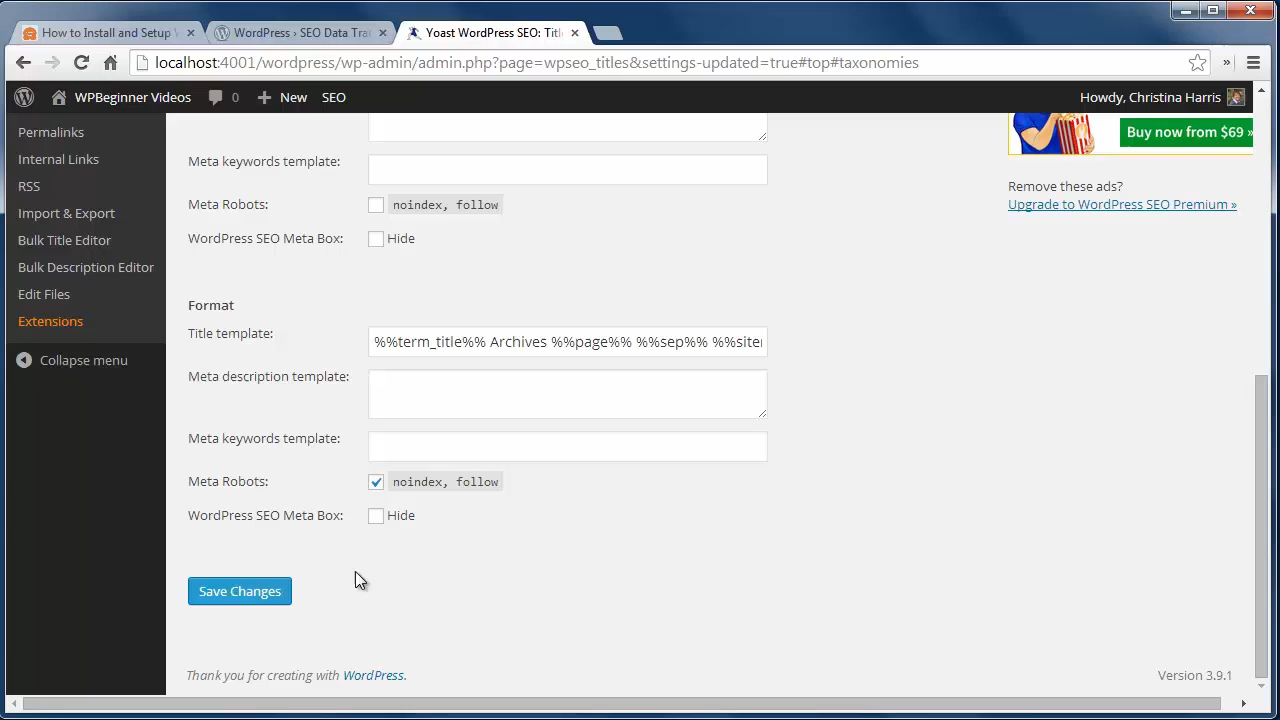 How to Install and Setup
WordPress › SEO Data Tra
Yoast WordPress SEO: Titl
localhost:4001/wordpress/wp-admin/admin.php?page=wpseo_titles&settings-updated=true#top#taxonomies
WPBeginner Videos
0
New
SEO
Howdy, Christina Harris
Permalinks
Internal Links
RSS
Import & Export
Bulk Title Editor
Bulk Description Editor
Edit Files
Extensions
Collapse menu
Meta keywords template:
Meta Robots: noindex, follow
WordPress SEO Meta Box: Hide
Format
Title template: %%term_title%% Archives %%page%% %%sep%% %%siter
Meta description template:
Meta keywords template:
Meta Robots: noindex, follow
WordPress SEO Meta Box: Hide
Save Changes
Buy now from $69 »
Remove these ads?
Upgrade to WordPress SEO Premium »
Thank you for creating with WordPress.
Version 3.9.1